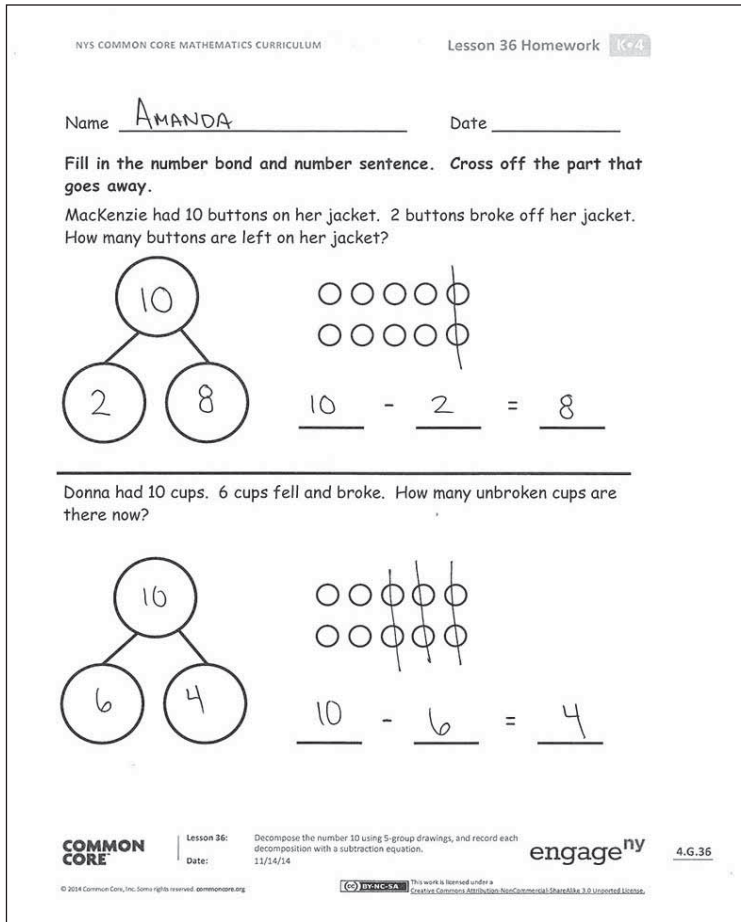 NYS COMMON CORE MATHEMATICS CURRICULUM
Lesson 36 Homework K•4
Name AMANDA Date
Fill in the number bond and number sentence. Cross off the part that
goes away.
MacKenzie had 10 buttons on her jacket. 2 buttons broke off her jacket.
How many buttons are left on her jacket?
10
2 8
10 - 2 = 8
Donna had 10 cups. 6 cups fell and broke. How many unbroken cups are
there now?
10
6 4
10 - 6 = 4
COMMON
CORE™
Lesson 36:
Date:
Decompose the number 10 using 5-group drawings, and record each
decomposition with a subtraction equation.
11/14/14
engageny
4.G.36
© 2014 Common Core, Inc. Some rights reserved. commoncore.org
(cc) BY-NC-SA
This work is licensed under a
Creative Commons Attribution-NonCommercial-ShareAlike 3.0 Unported License.